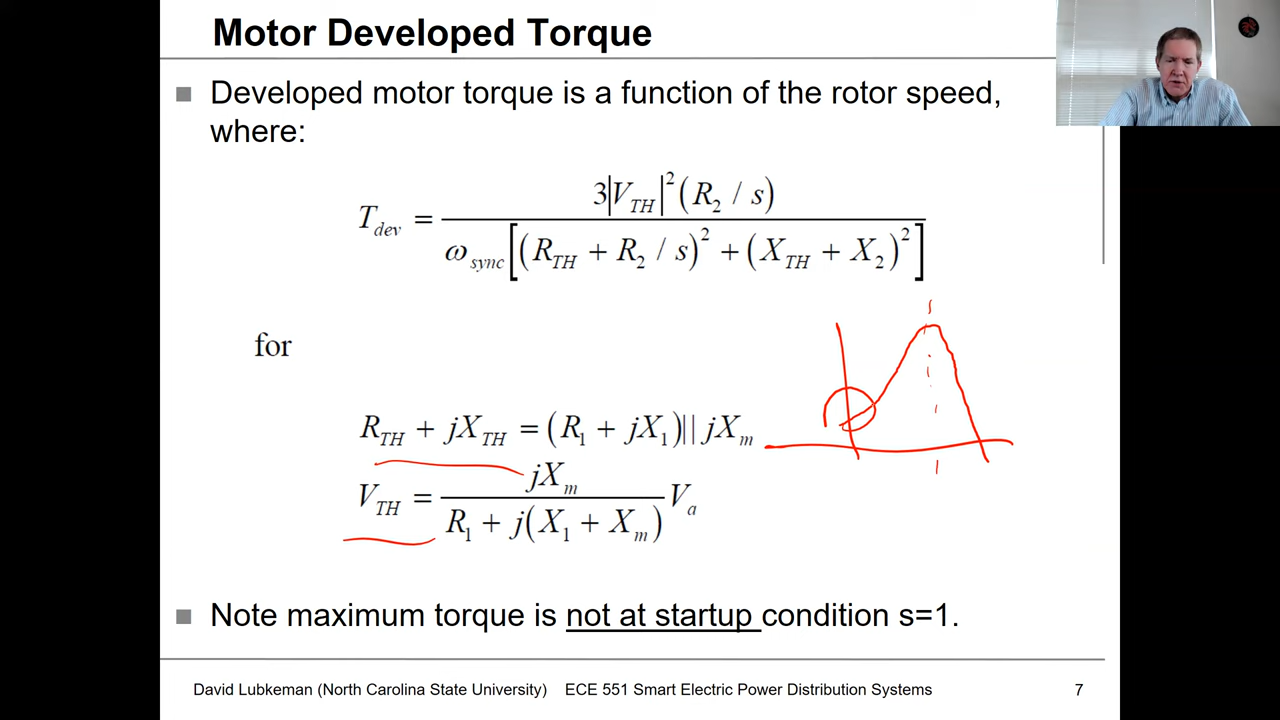 Motor Developed Torque
■ Developed motor torque is a function of the rotor speed,
where:
T_dev = 3|V_TH|^2 (R_2 / s) / ω_sync [(R_TH + R_2 / s)^2 + (X_TH + X_2)^2]
for
R_TH + jX_TH = (R_1 + jX_1) || jX_m
V_TH = jX_m / (R_1 + j(X_1 + X_m)) V_a
■ Note maximum torque is not at startup condition s=1.
David Lubkeman (North Carolina State University) ECE 551 Smart Electric Power Distribution Systems 7